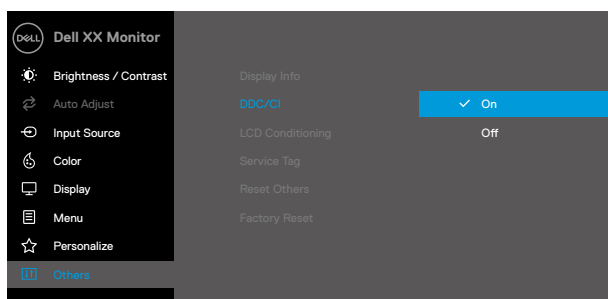 DELL Dell XX Monitor
Brightness / Contrast
Display Info
Auto Adjust
DDC/CI
On
Input Source
LCD Conditioning
Off
Color
Service Tag
Display
Reset Others
Menu
Factory Reset
Personalize
Others